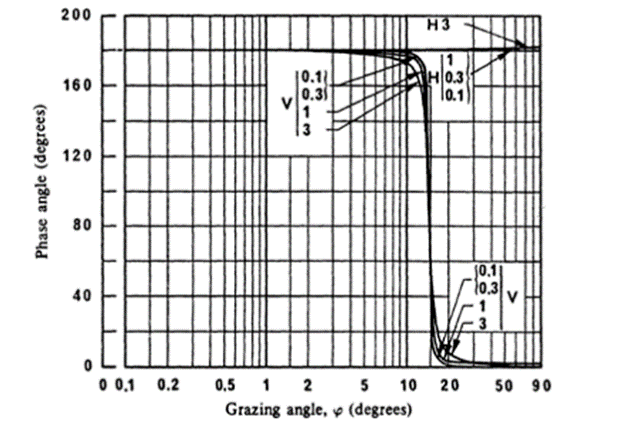 200
H 3
1
0.3
0.1
H
160
0.1
0.3
1
3
V
120
Phase angle (degrees)
80
0.1
0.3
1
3
V
40
0
0 0.1 0.2 0.5 1 2 5 10 20 50 90
Grazing angle, φ (degrees)